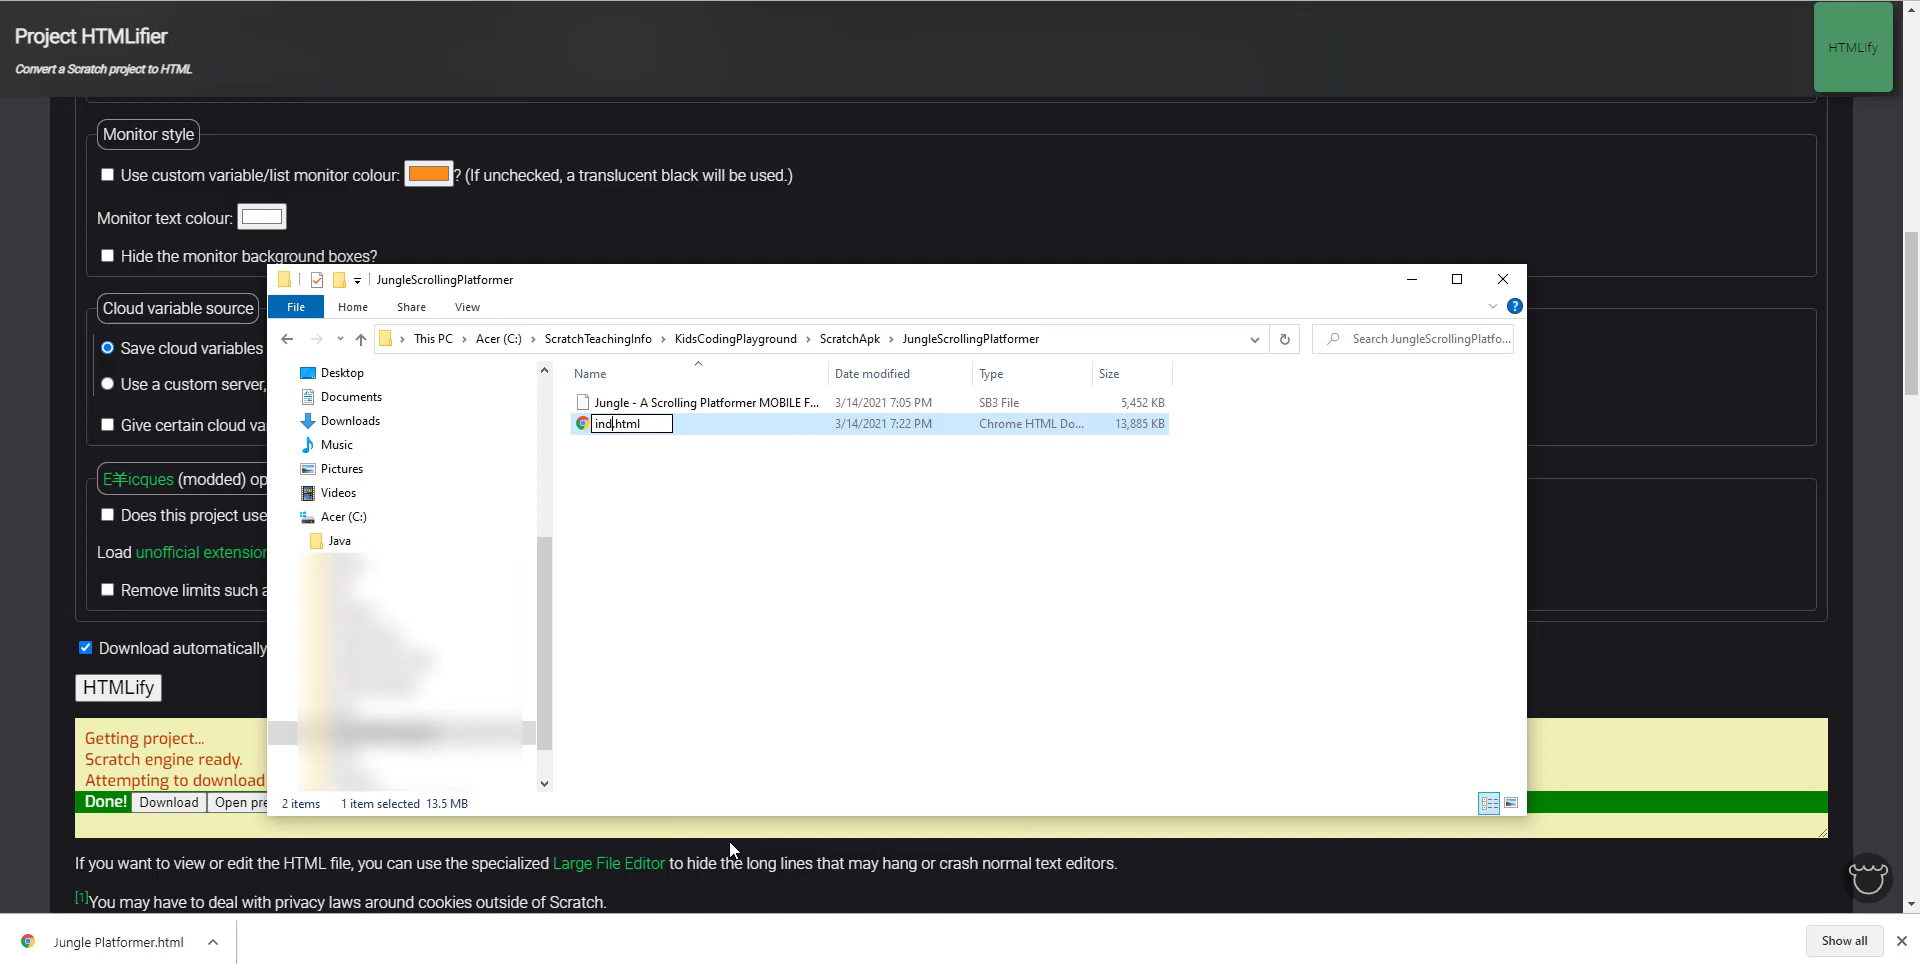 Project HTMLifier
Convert a Scratch project to HTML
HTMLify
Monitor style
Use custom variable/list monitor colour: ? (If unchecked, a translucent black will be used.)
Monitor text colour:
Hide the monitor background boxes?
Cloud variable source
Save cloud variables
Use a custom server,
Give certain cloud va
E羊icques (modded) op
Does this project use
Load unofficial extension
Remove limits such a
Download automatically
HTMLify
Getting project...
Scratch engine ready.
Attempting to download
Done! Download Open pre
If you want to view or edit the HTML file, you can use the specialized Large File Editor to hide the long lines that may hang or crash normal text editors.
[1]You may have to deal with privacy laws around cookies outside of Scratch.
JungleScrollingPlatformer
File Home Share View
This PC > Acer (C:) > ScratchTeachingInfo > KidsCodingPlayground > ScratchApk > JungleScrollingPlatformer
Search JungleScrollingPlatfo...
Desktop
Documents
Downloads
Music
Pictures
Videos
Acer (C:)
Java
Name Date modified Type Size
Jungle - A Scrolling Platformer MOBILE F... 3/14/2021 7:05 PM SB3 File 5,452 KB
ind.html 3/14/2021 7:22 PM Chrome HTML Do... 13,885 KB
2 items 1 item selected 13.5 MB
Jungle Platformer.html
Show all